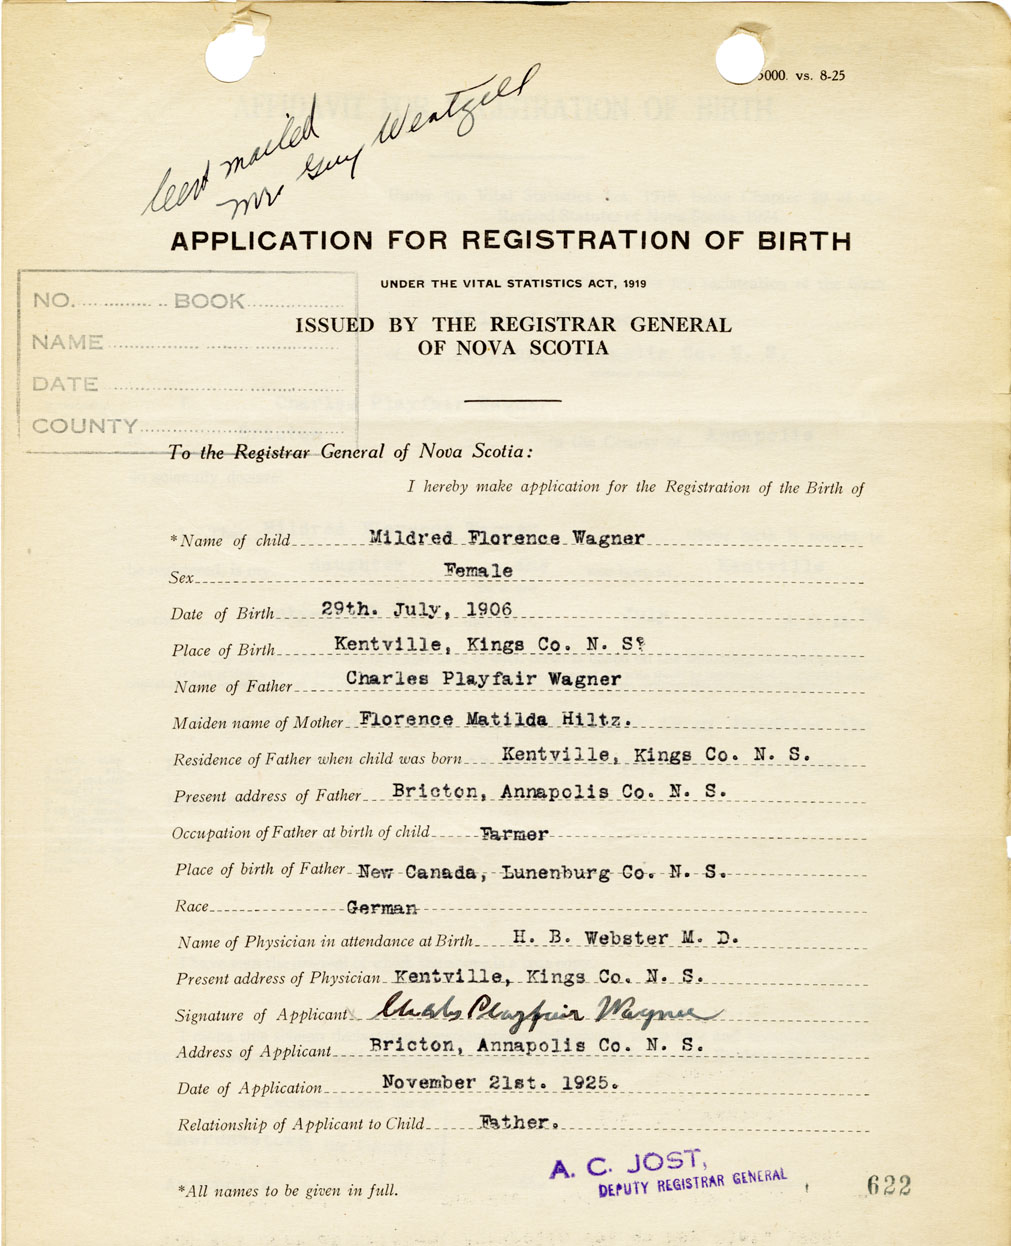 5000. vs. 8-25
Cert mailed
Mr Guy Wentzell
APPLICATION FOR REGISTRATION OF BIRTH
UNDER THE VITAL STATISTICS ACT, 1919
ISSUED BY THE REGISTRAR GENERAL
OF NOVA SCOTIA
NO. BOOK
NAME
DATE
COUNTY
To the Registrar General of Nova Scotia:
I hereby make application for the Registration of the Birth of
*Name of child Mildred Florence Wagner
Sex Female
Date of Birth 29th. July, 1906
Place of Birth Kentville, Kings Co. N. S.
Name of Father Charles Playfair Wagner
Maiden name of Mother Florence Matilda Hiltz.
Residence of Father when child was born Kentville, Kings Co. N. S.
Present address of Father Bricton, Annapolis Co. N. S.
Occupation of Father at birth of child Farmer
Place of birth of Father New Canada, Lunenburg Co. N. S.
Race German
Name of Physician in attendance at Birth H. B. Webster M. D.
Present address of Physician Kentville, Kings Co. N. S.
Signature of Applicant Charles Playfair Wagner
Address of Applicant Bricton, Annapolis Co. N. S.
Date of Application November 21st. 1925.
Relationship of Applicant to Child Father.
A. C. JOST,
DEPUTY REGISTRAR GENERAL
*All names to be given in full.
622